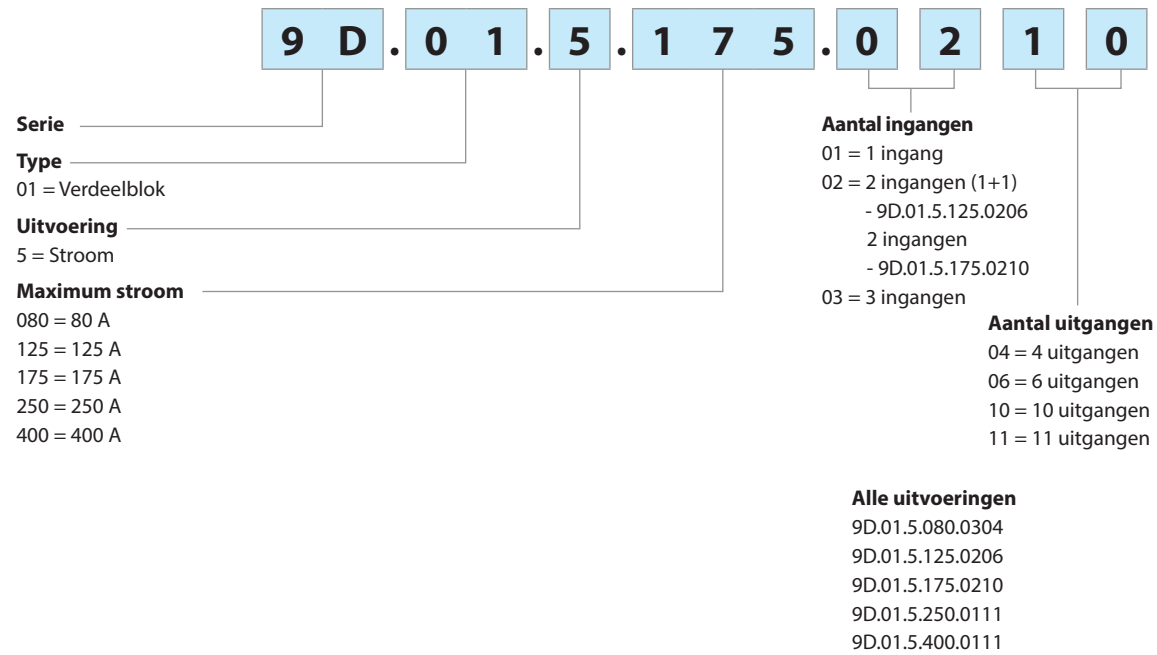 9 D . 0 1 . 5 . 1 7 5 . 0 2 1 0
Serie
Type
01 = Verdeelblok
Uitvoering
5 = Stroom
Maximum stroom
080 = 80 A
125 = 125 A
175 = 175 A
250 = 250 A
400 = 400 A
Aantal ingangen
01 = 1 ingang
02 = 2 ingangen (1+1)
- 9D.01.5.125.0206
2 ingangen
- 9D.01.5.175.0210
03 = 3 ingangen
Aantal uitgangen
04 = 4 uitgangen
06 = 6 uitgangen
10 = 10 uitgangen
11 = 11 uitgangen
Alle uitvoeringen
9D.01.5.080.0304
9D.01.5.125.0206
9D.01.5.175.0210
9D.01.5.250.0111
9D.01.5.400.0111